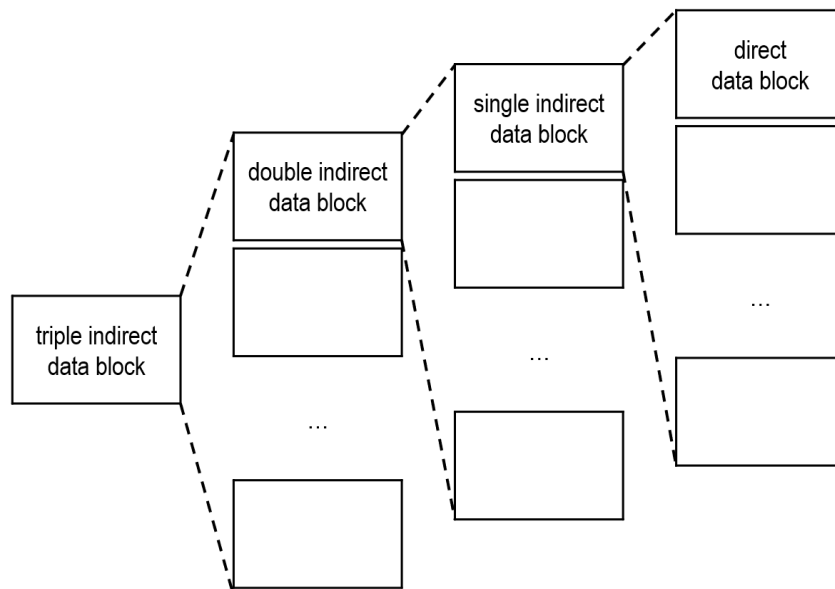 triple indirect
data block
double indirect
data block
...
single indirect
data block
...
direct
data block
...